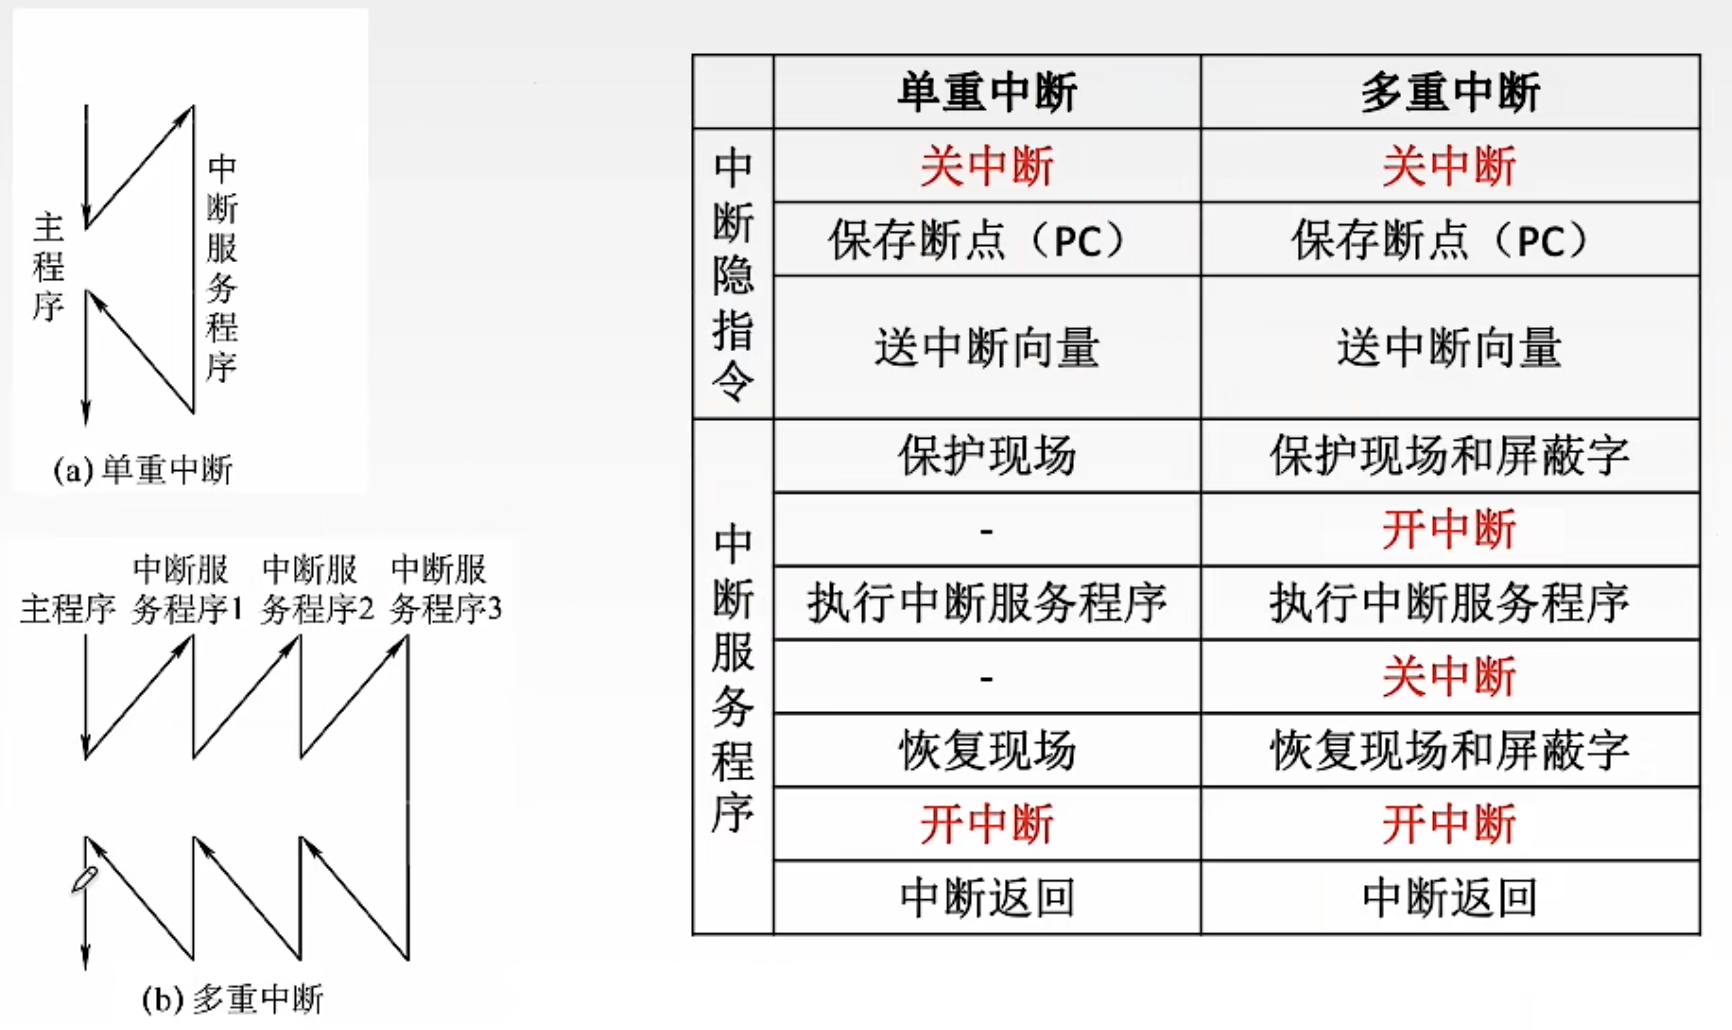 主程序
中断服务程序
(a) 单重中断
主程序
中断服务程序1
中断服务程序2
中断服务程序3
(b) 多重中断
单重中断 多重中断
中断隐指令
关中断 关中断
保存断点（PC） 保存断点（PC）
送中断向量 送中断向量
中断服务程序
保护现场 保护现场和屏蔽字
- 开中断
执行中断服务程序 执行中断服务程序
- 关中断
恢复现场 恢复现场和屏蔽字
开中断 开中断
中断返回 中断返回